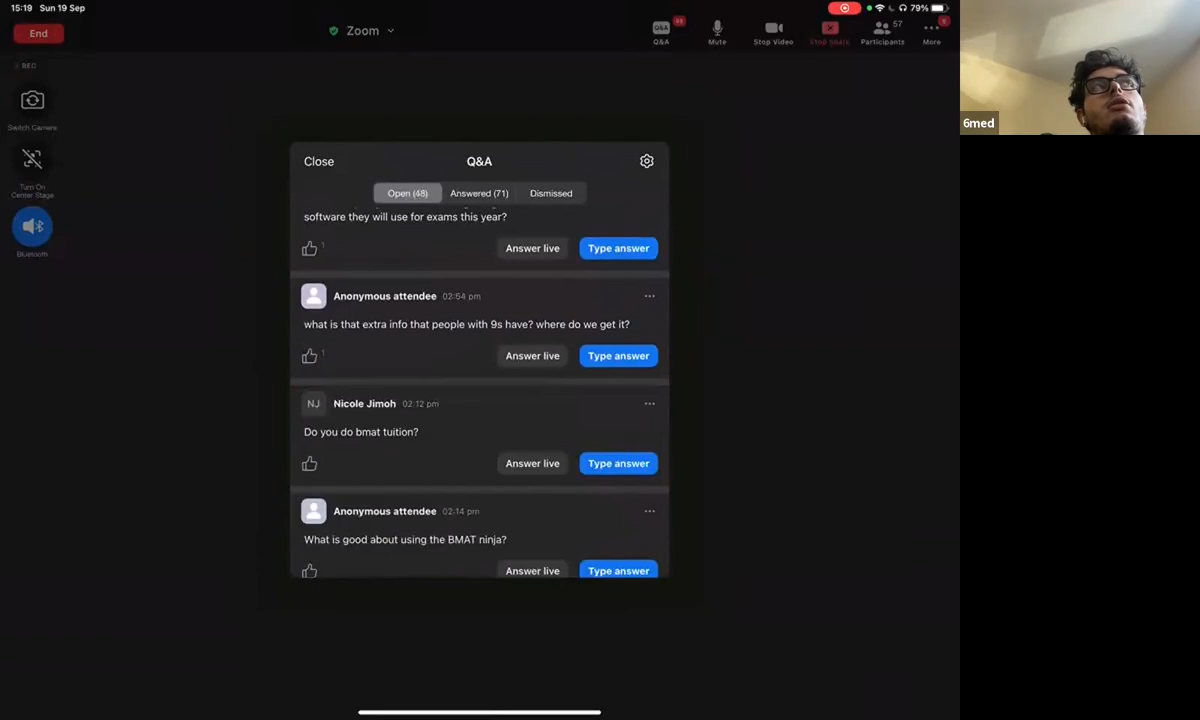 15:19 Sun 19 Sep
79%
End
Zoom
Q&A
Q&A
Mute
Stop Video
Stop Share
57
Participants
More
REC
Switch Camera
Turn On
Center Stage
Bluetooth
6med
Close
Q&A
Open (48)
Answered (71)
Dismissed
software they will use for exams this year?
1
Answer live
Type answer
Anonymous attendee 02:54 pm
what is that extra info that people with 9s have? where do we get it?
1
Answer live
Type answer
NJ
Nicole Jimoh 02:12 pm
Do you do bmat tuition?
Answer live
Type answer
Anonymous attendee 02:14 pm
What is good about using the BMAT ninja?
Answer live
Type answer